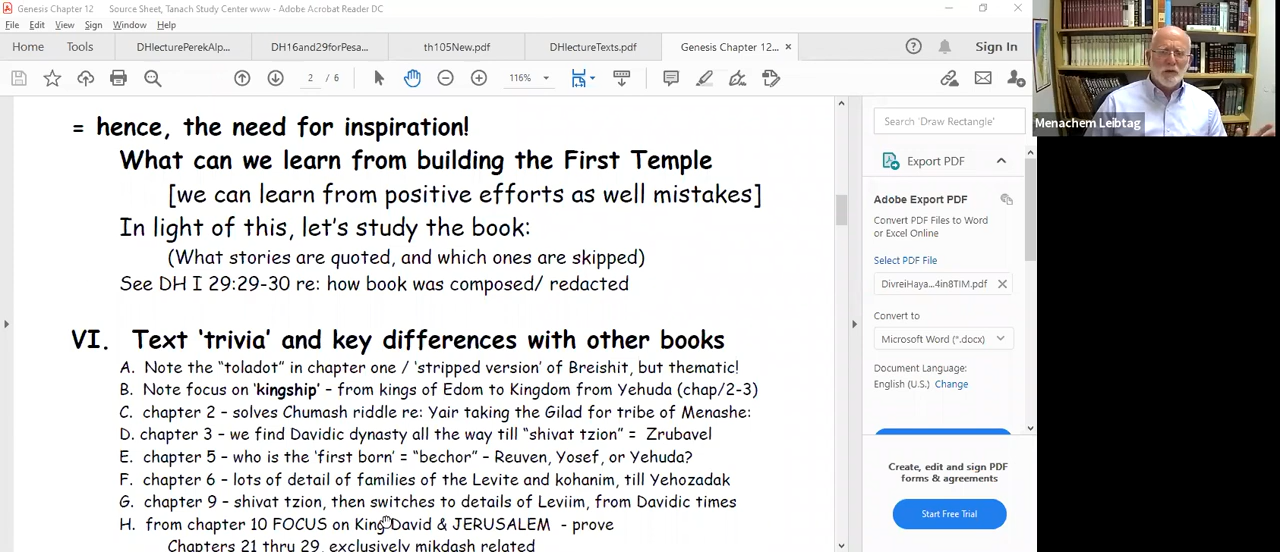 Genesis Chapter 12     Source Sheet, Tanach Study Center www - Adobe Acrobat Reader DC
File Edit View Sign Window Help
Home Tools DHlecturePerekAlp... DH16and29forPesa... th105New.pdf DHlectureTexts.pdf Genesis Chapter 12... × Sign In
2 / 6 116%
= hence, the need for inspiration!
What can we learn from building the First Temple
[we can learn from positive efforts as well mistakes]
In light of this, let's study the book:
(What stories are quoted, and which ones are skipped)
See DH I 29:29-30 re: how book was composed/ redacted
VI. Text 'trivia' and key differences with other books
A. Note the "toladot" in chapter one / 'stripped version' of Breishit, but thematic!
B. Note focus on 'kingship' - from kings of Edom to Kingdom from Yehuda (chap/2-3)
C. chapter 2 - solves Chumash riddle re: Yair taking the Gilad for tribe of Menashe:
D. chapter 3 - we find Davidic dynasty all the way till "shivat tzion" = Zrubavel
E. chapter 5 - who is the 'first born' = "bechor" - Reuven, Yosef, or Yehuda?
F. chapter 6 - lots of detail of families of the Levite and kohanim, till Yehozadak
G. chapter 9 - shivat tzion, then switches to details of Leviim, from Davidic times
H. from chapter 10 FOCUS on King David & JERUSALEM - prove
Chapters 21 thru 29, exclusively mikdash related
Menachem Leibtag
Search 'Draw Rectangle'
Export PDF
Adobe Export PDF
Convert PDF Files to Word
or Excel Online
Select PDF File
DivreiHaya...4in8TIM.pdf
Convert to
Microsoft Word (*.docx)
Document Language:
English (U.S.) Change
Create, edit and sign PDF
forms & agreements
Start Free Trial